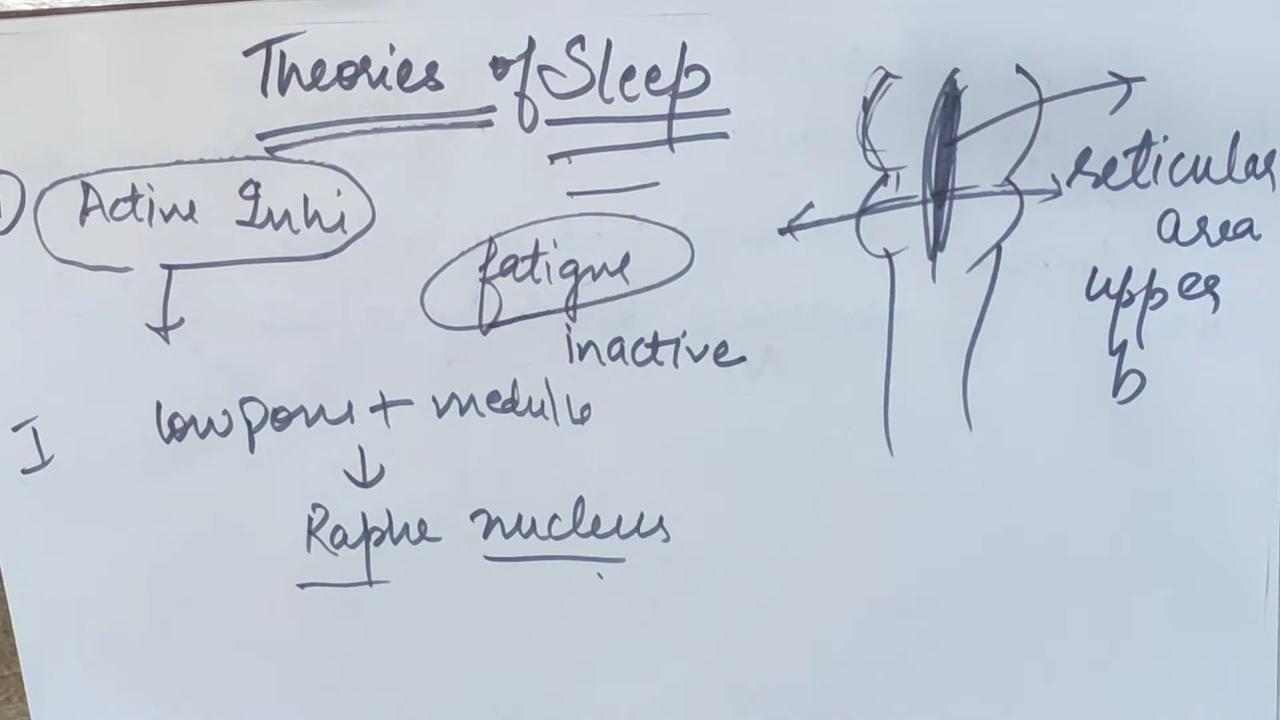 Theories of Sleep
Active Inhi
fatigue
inactive
low pons + medulla
I
Raphe nucleus
reticular
area
upper
b